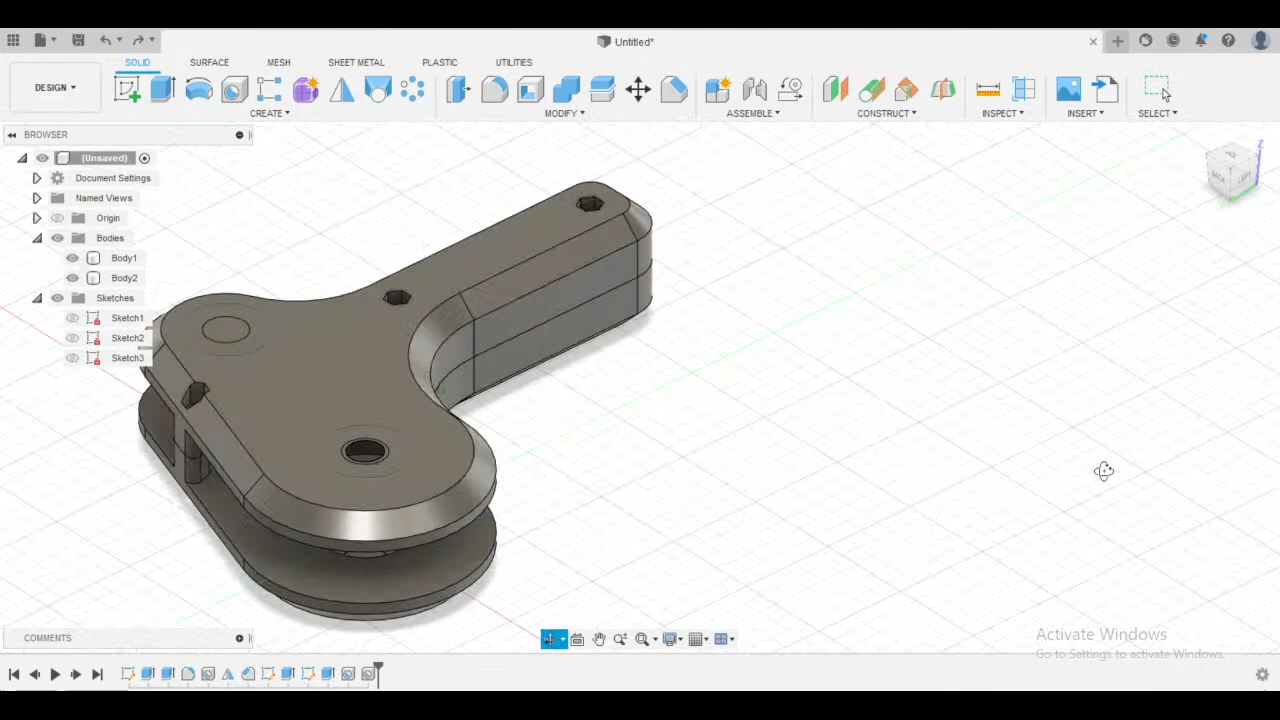 Untitled*
DESIGN
SOLID SURFACE MESH SHEET METAL PLASTIC UTILITIES
CREATE MODIFY ASSEMBLE CONSTRUCT INSPECT INSERT SELECT
BROWSER
(Unsaved)
Document Settings
Named Views
Origin
Bodies
Body1
Body2
Sketches
Sketch1
Sketch2
Sketch3
Z
LEFT
COMMENTS
Activate Windows
Go to Settings to activate Windows.